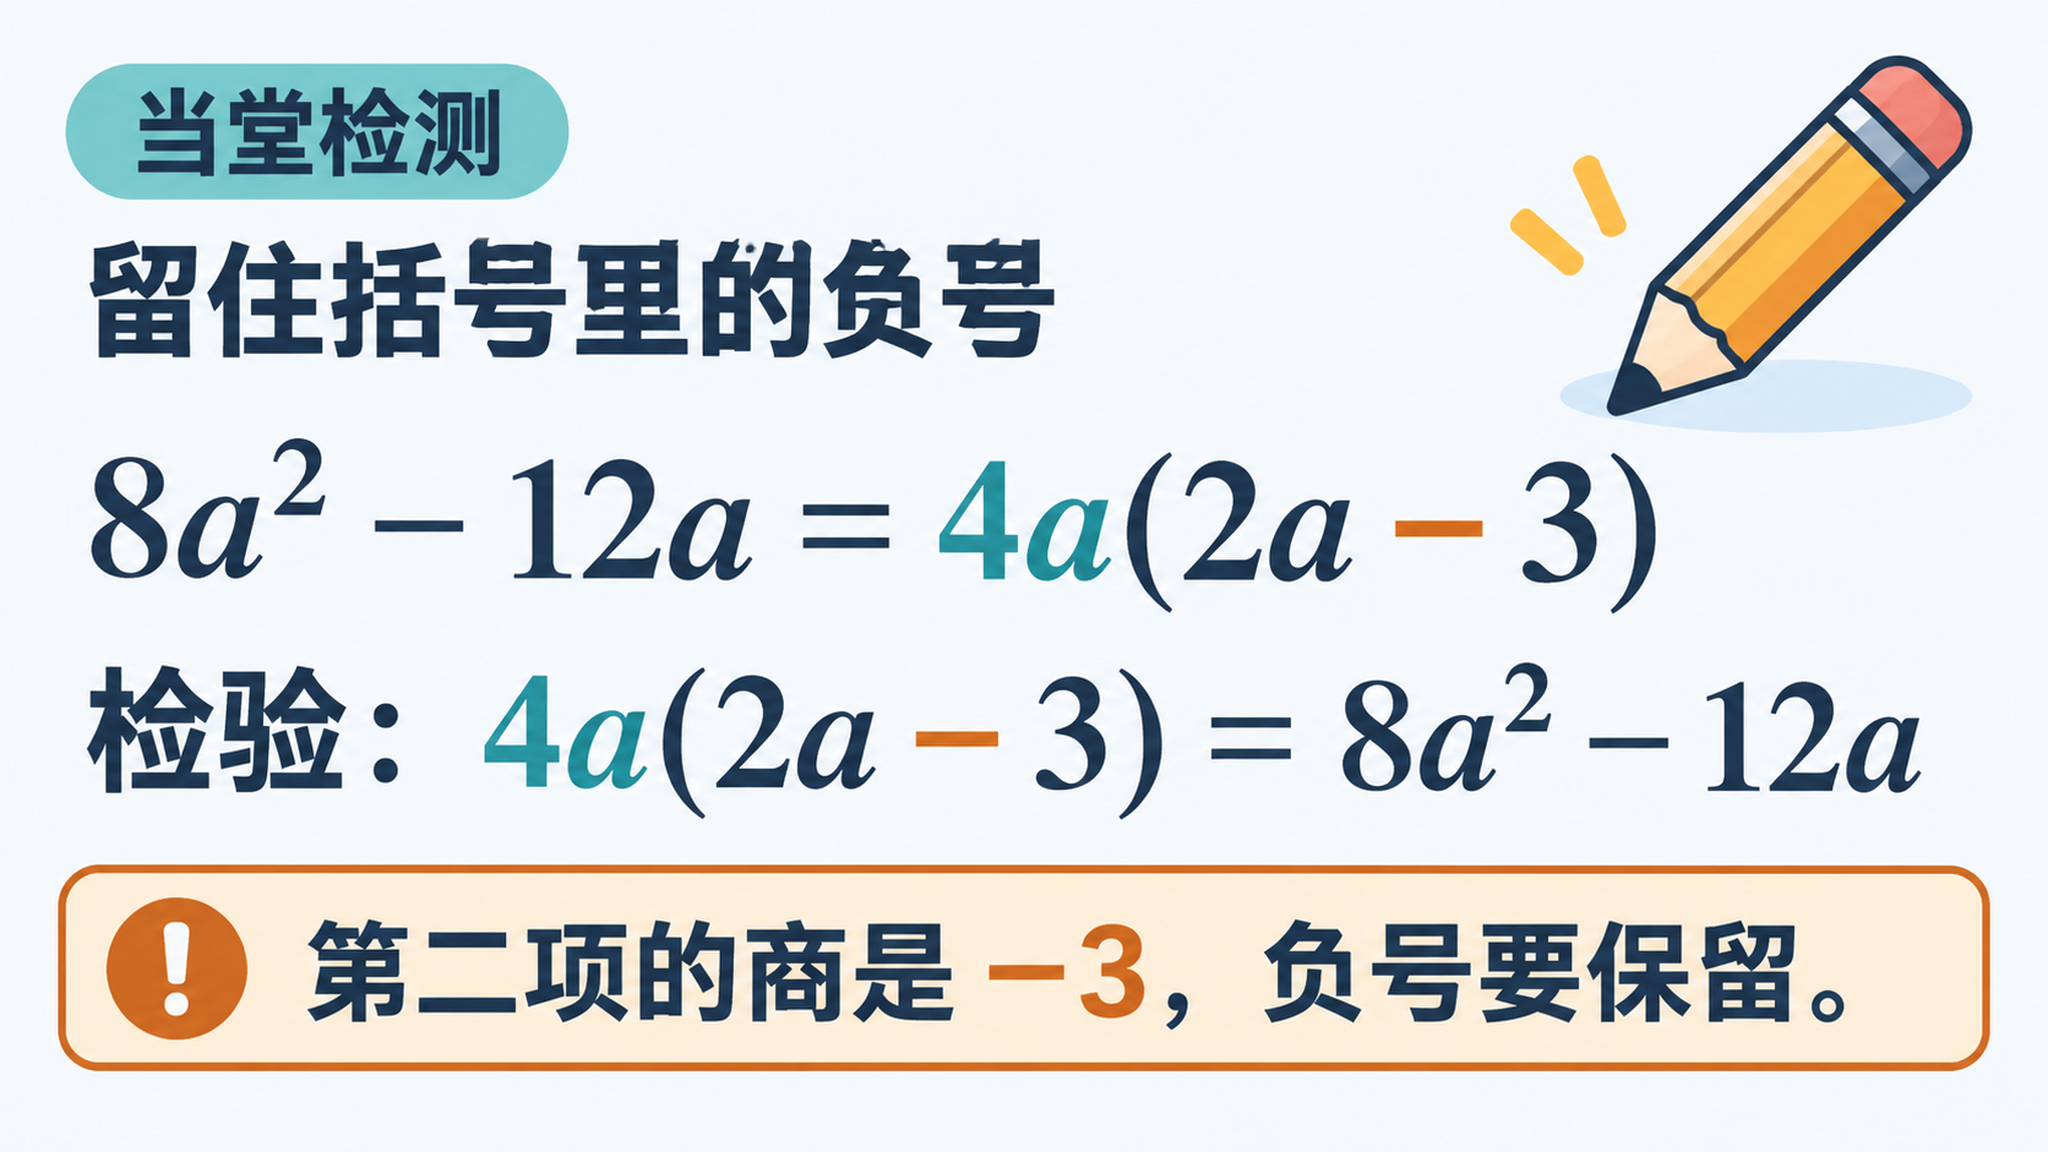 当堂检测
留住括号里的负号
8a² − 12a = 4a(2a − 3)
检验：4a(2a − 3) = 8a² − 12a
! 第二项的商是 −3，负号要保留。